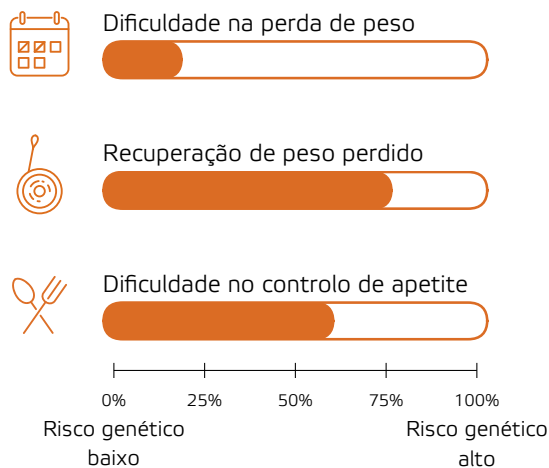 Dificuldade na perda de peso
Recuperação de peso perdido
Dificuldade no controlo de apetite
0% 25% 50% 75% 100%
Risco genético
baixo
Risco genético
alto